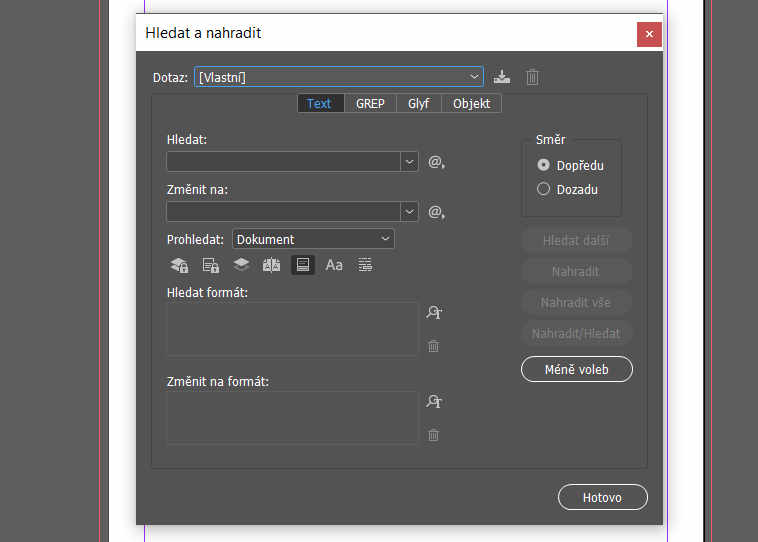 Hledat a nahradit
Dotaz: [Vlastní]
Text GREP Glyf Objekt
Hledat:
@,
Změnit na:
@,
Prohledat: Dokument
Aa
Hledat formát:
Změnit na formát:
Směr
Dopředu
Dozadu
Hledat další
Nahradit
Nahradit vše
Nahradit/Hledat
Méně voleb
Hotovo